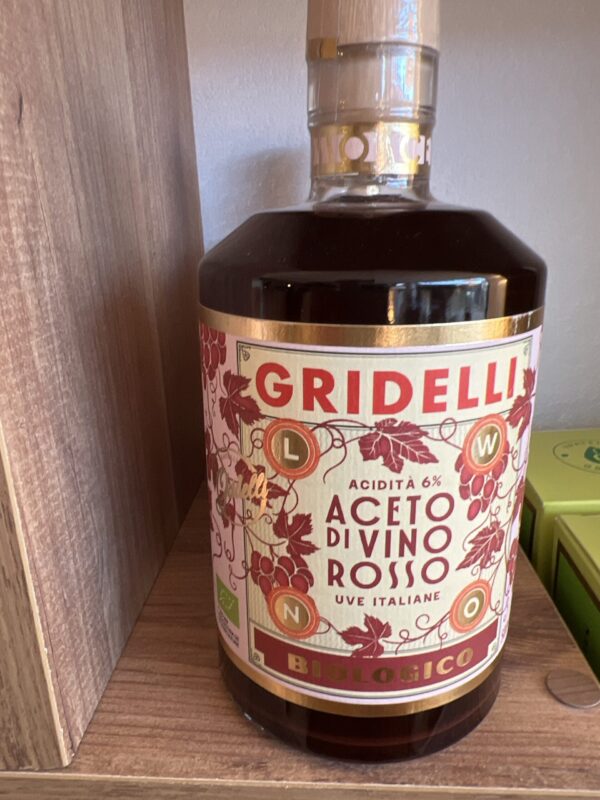 GRIDELLI
L
W
ACIDITÀ 6%
ACETO
DI VINO
ROSSO
UVE ITALIANE
N
O
BIOLOGICO